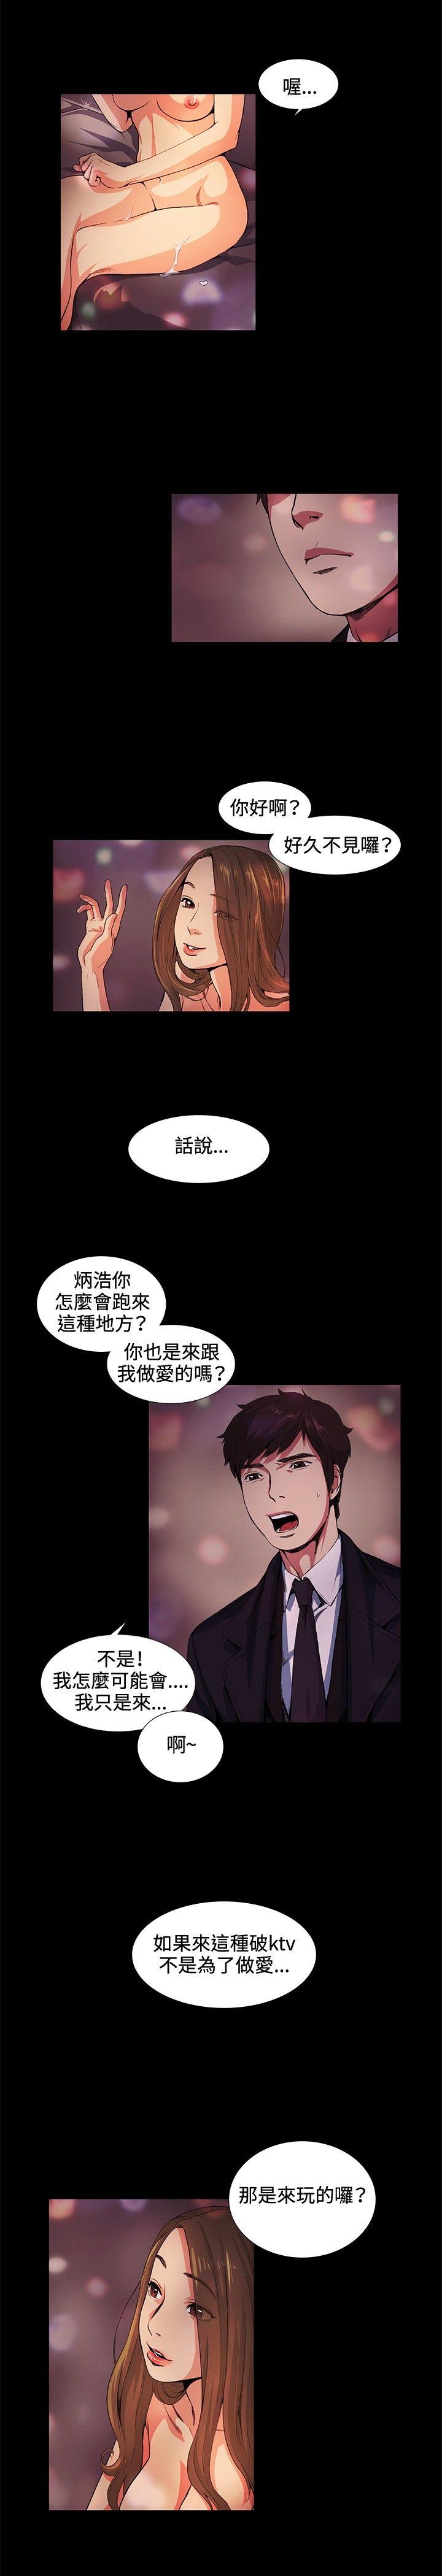 喔...
你好啊？
好久不見囉？
話說...
炳浩你
怎麼會跑來
這種地方？
你也是來跟
我做愛的嗎？
不是！
我怎麼可能會....
我只是來...
啊~
如果來這種破ktv
不是為了做愛...
那是來玩的囉？